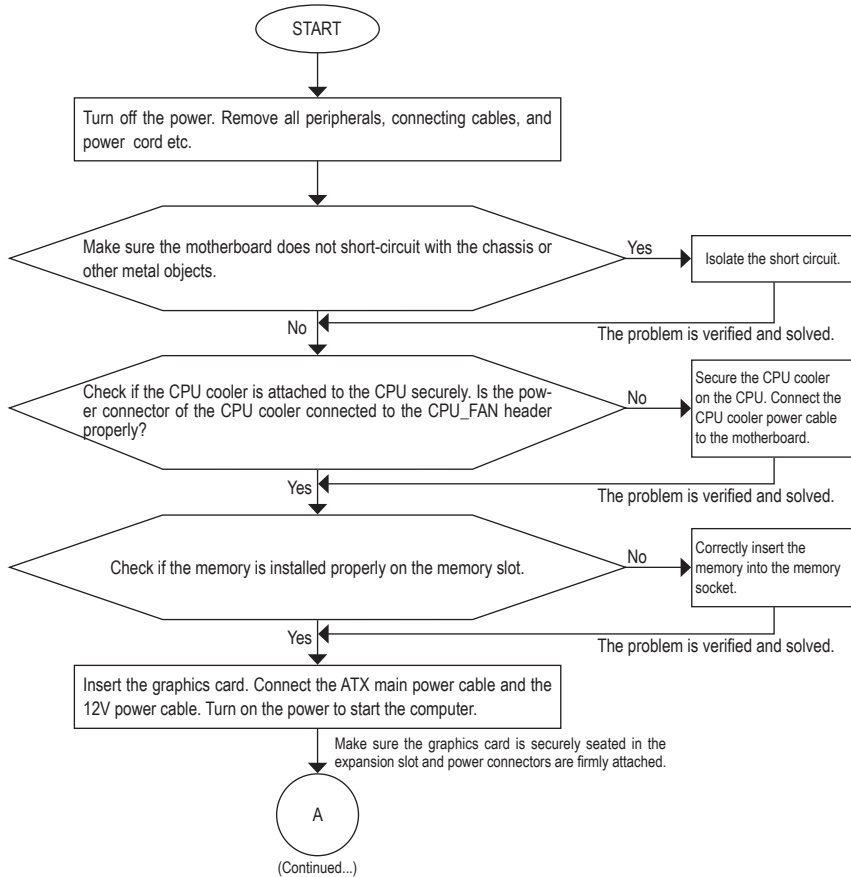 START
Turn off the power. Remove all peripherals, connecting cables, and
power cord etc.
Make sure the motherboard does not short-circuit with the chassis or
other metal objects.
Yes
Isolate the short circuit.
No
The problem is verified and solved.
Check if the CPU cooler is attached to the CPU securely. Is the pow-
er connector of the CPU cooler connected to the CPU_FAN header
properly?
No
Secure the CPU cooler
on the CPU. Connect the
CPU cooler power cable
to the motherboard.
Yes
The problem is verified and solved.
Check if the memory is installed properly on the memory slot.
No
Correctly insert the
memory into the memory
socket.
Yes
The problem is verified and solved.
Insert the graphics card. Connect the ATX main power cable and the
12V power cable. Turn on the power to start the computer.
Make sure the graphics card is securely seated in the
expansion slot and power connectors are firmly attached.
A
(Continued...)